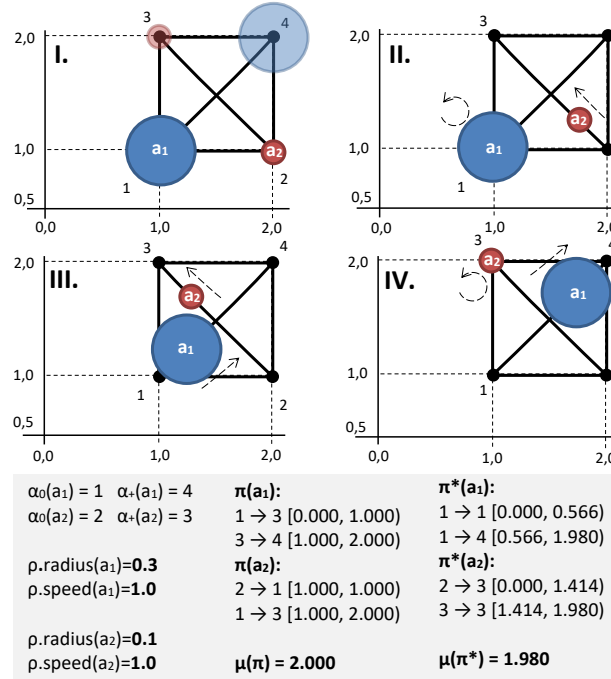 3
4
2,0
I.
1,0
a₁
a₂
1
2
0,5
1,0
2,0
3
2,0
II.
1,0
a₂
a₁
1
0,5
1,0
2,0
3
4
2,0
III.
a₂
a₁
1,0
1
2
0,5
1,0
2,0
3
4
2,0
a₂
IV.
a₁
1,0
1
0,5
1,0
2,0
α₀(a₁) = 1 α₊(a₁) = 4
α₀(a₂) = 2 α₊(a₂) = 3
ρ.radius(a₁)=0.3
ρ.speed(a₁)=1.0
ρ.radius(a₂)=0.1
ρ.speed(a₂)=1.0
π(a₁):
1 → 3 [0.000, 1.000)
3 → 4 [1.000, 2.000)
π(a₂):
2 → 1 [1.000, 1.000)
1 → 3 [1.000, 2.000)
μ(π) = 2.000
π*(a₁):
1 → 1 [0.000, 0.566)
1 → 4 [0.566, 1.980)
π*(a₂):
2 → 3 [0.000, 1.414)
3 → 3 [1.414, 1.980)
μ(π*) = 1.980